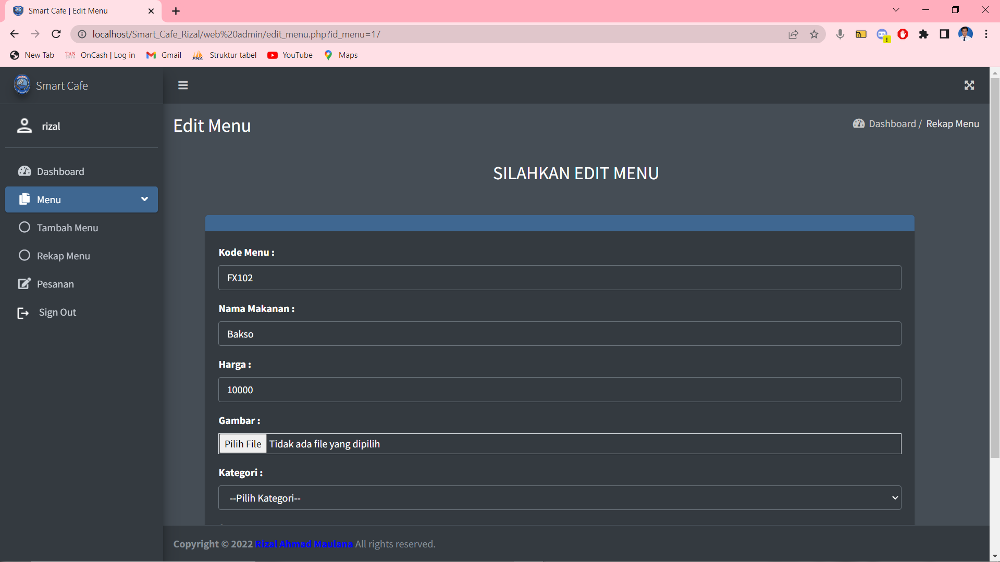 Smart Cafe | Edit Menu
localhost/Smart_Cafe_Rizal/web%20admin/edit_menu.php?id_menu=17
New Tab
TAN SKIN OnCash | Log in
Gmail
PMA Struktur tabel
YouTube
Maps
Smart Cafe
rizal
Dashboard
Menu
Tambah Menu
Rekap Menu
Pesanan
Sign Out
Edit Menu
Dashboard / Rekap Menu
SILAHKAN EDIT MENU
Kode Menu :
FX102
Nama Makanan :
Bakso
Harga :
10000
Gambar :
Pilih File Tidak ada file yang dipilih
Kategori :
--Pilih Kategori--
Copyright © 2022 Rizal Ahmad Maulana All rights reserved.